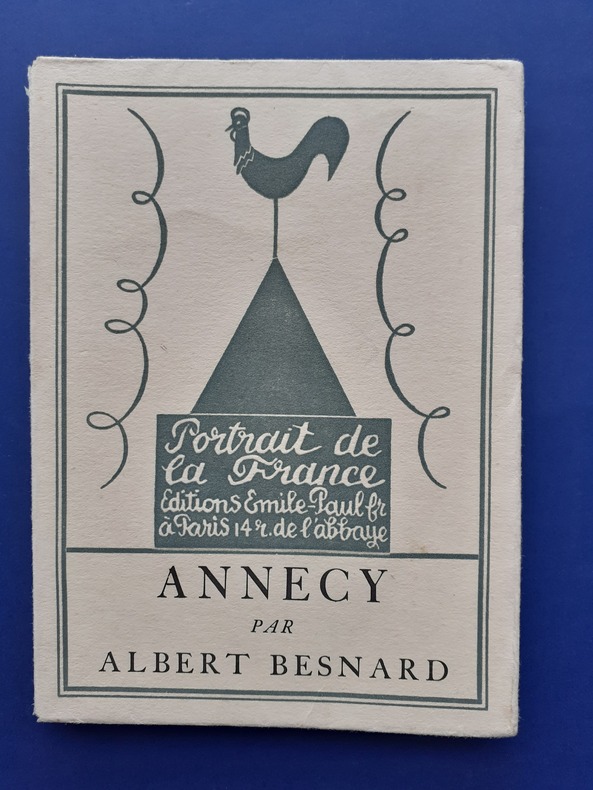 Portrait de
la France
Editions Emile-Paul fr
à Paris 14 r. de l'abbaye
ANNECY
PAR
ALBERT BESNARD